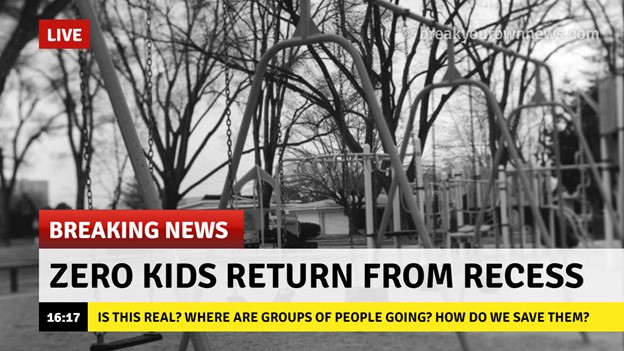 LIVE
breakyourownnews.com
BREAKING NEWS
ZERO KIDS RETURN FROM RECESS
16:17 IS THIS REAL? WHERE ARE GROUPS OF PEOPLE GOING? HOW DO WE SAVE THEM?